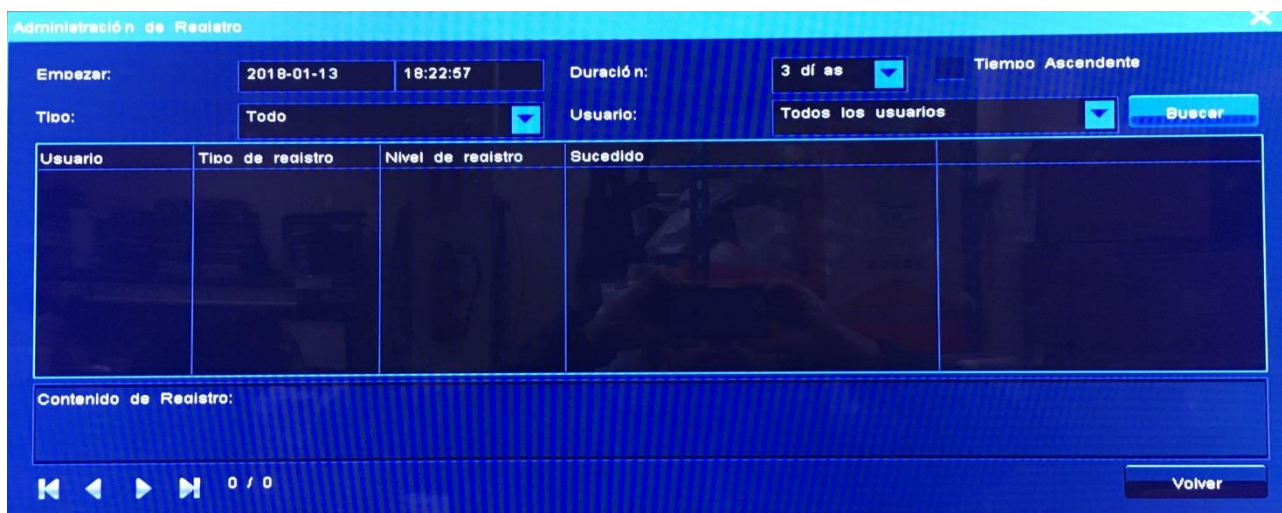 Administración de Registro
Empezar: 2018-01-13 18:22:57 Duración: 3 días Tiempo Ascendente
Tipo: Todo Usuario: Todos los usuarios Buscar
Usuario Tipo de registro Nivel de registro Sucedido
Contenido de Registro:
0 / 0
Volver